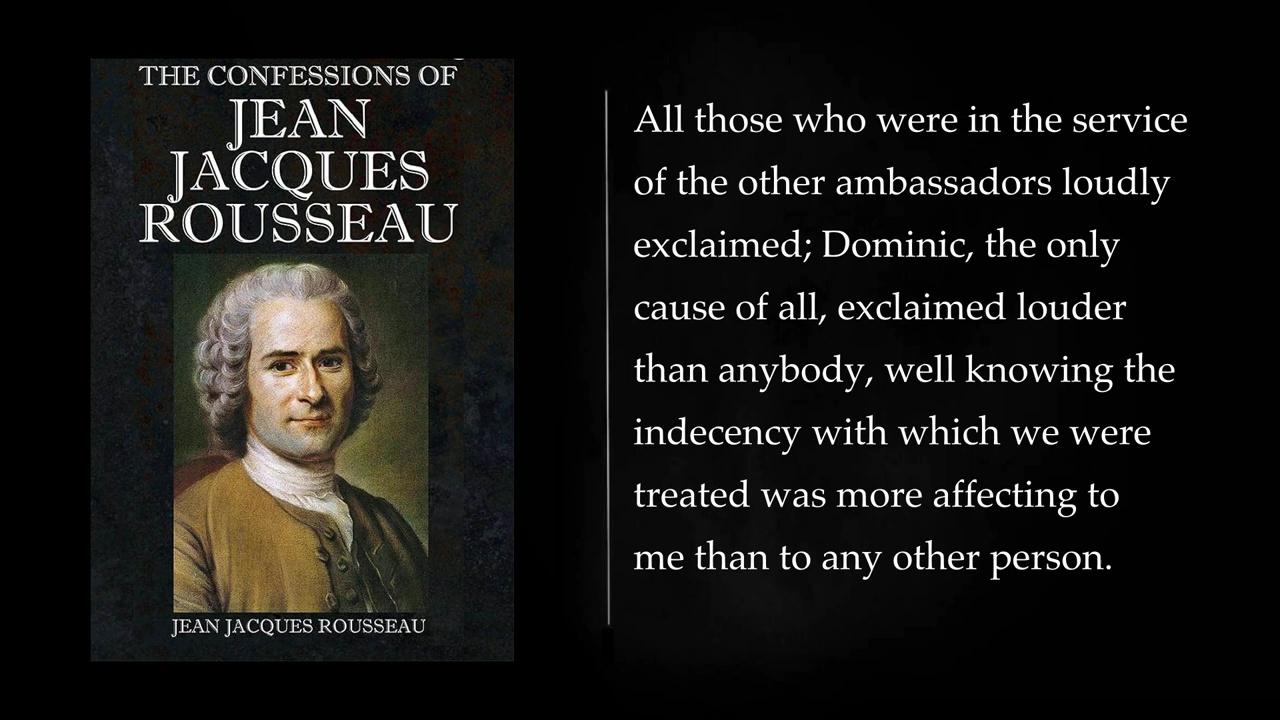 THE CONFESSIONS OF
JEAN
JACQUES
ROUSSEAU
JEAN JACQUES ROUSSEAU
All those who were in the service
of the other ambassadors loudly
exclaimed; Dominic, the only
cause of all, exclaimed louder
than anybody, well knowing the
indecency with which we were
treated was more affecting to
me than to any other person.